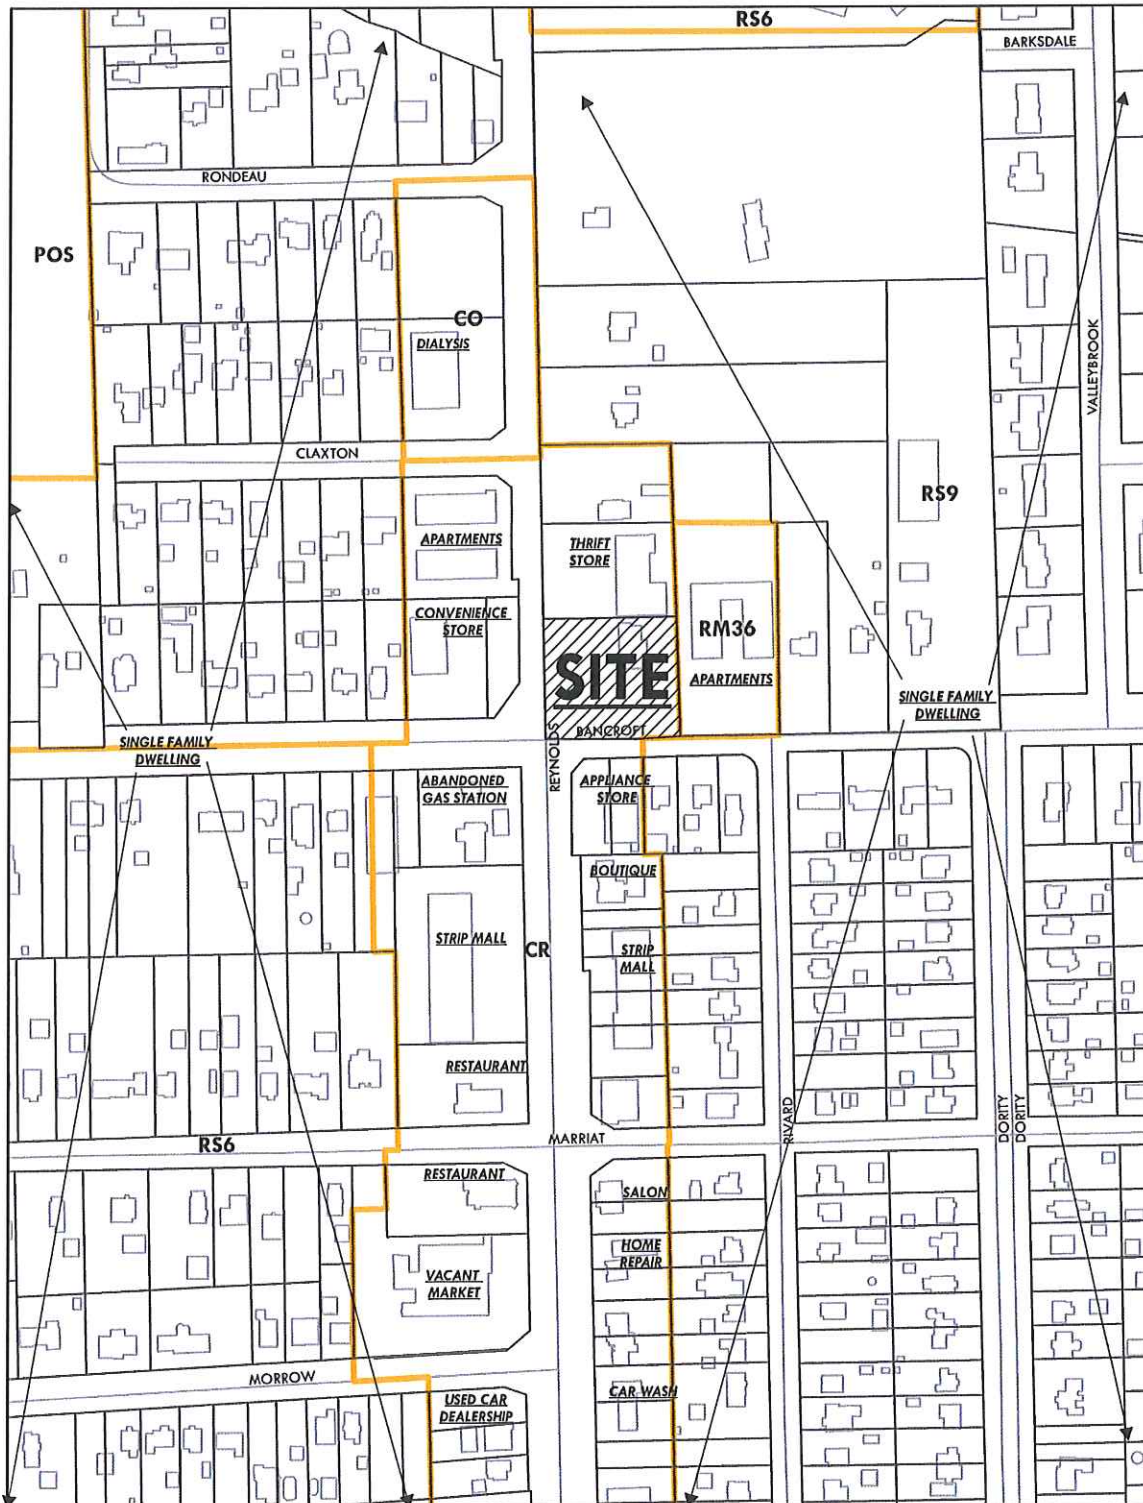 RS6
BARKSDALE
RONDEAU
POS
CO
DIALYSIS
VALLEYBROOK
CLAXTON
RS9
APARTMENTS
THRIFT
STORE
CONVENIENCE
STORE
RM36
SITE
APARTMENTS
SINGLE FAMILY
DWELLING
REYNOLDS
BANCROFT
SINGLE FAMILY
DWELLING
ABANDONED
GAS STATION
APPLIANCE
STORE
BOUTIQUE
STRIP MALL
CR
STRIP
MALL
RESTAURANT
RIVARD
DORITY
DORITY
MARRIAT
RS6
RESTAURANT
SALON
HOME
REPAIR
VACANT
MARKET
MORROW
USED CAR
DEALERSHIP
CAR WASH